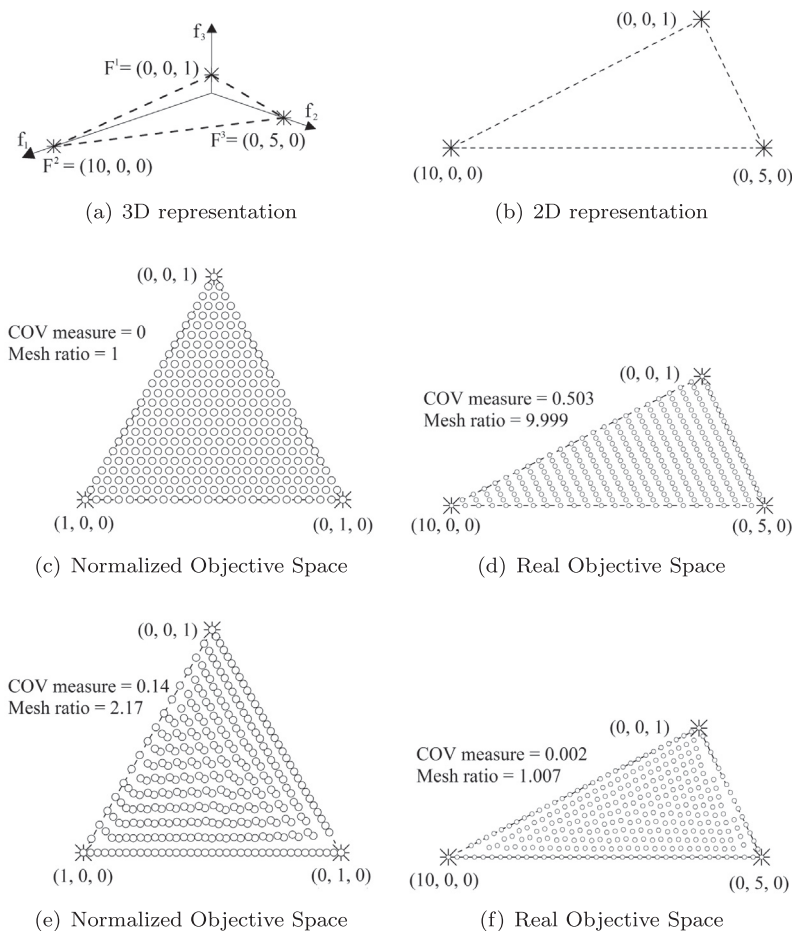 f₃
F¹= (0, 0, 1)
f₂
f₁
F³= (0, 5, 0)
F² = (10, 0, 0)
(a) 3D representation
(0, 0, 1)
(10, 0, 0)
(0, 5, 0)
(b) 2D representation
(0, 0, 1)
COV measure = 0
Mesh ratio = 1
(1, 0, 0)
(0, 1, 0)
(c) Normalized Objective Space
(0, 0, 1)
COV measure = 0.503
Mesh ratio = 9.999
(10, 0, 0)
(0, 5, 0)
(d) Real Objective Space
(0, 0, 1)
COV measure = 0.14
Mesh ratio = 2.17
(1, 0, 0)
(0, 1, 0)
(e) Normalized Objective Space
(0, 0, 1)
COV measure = 0.002
Mesh ratio = 1.007
(10, 0, 0)
(0, 5, 0)
(f) Real Objective Space